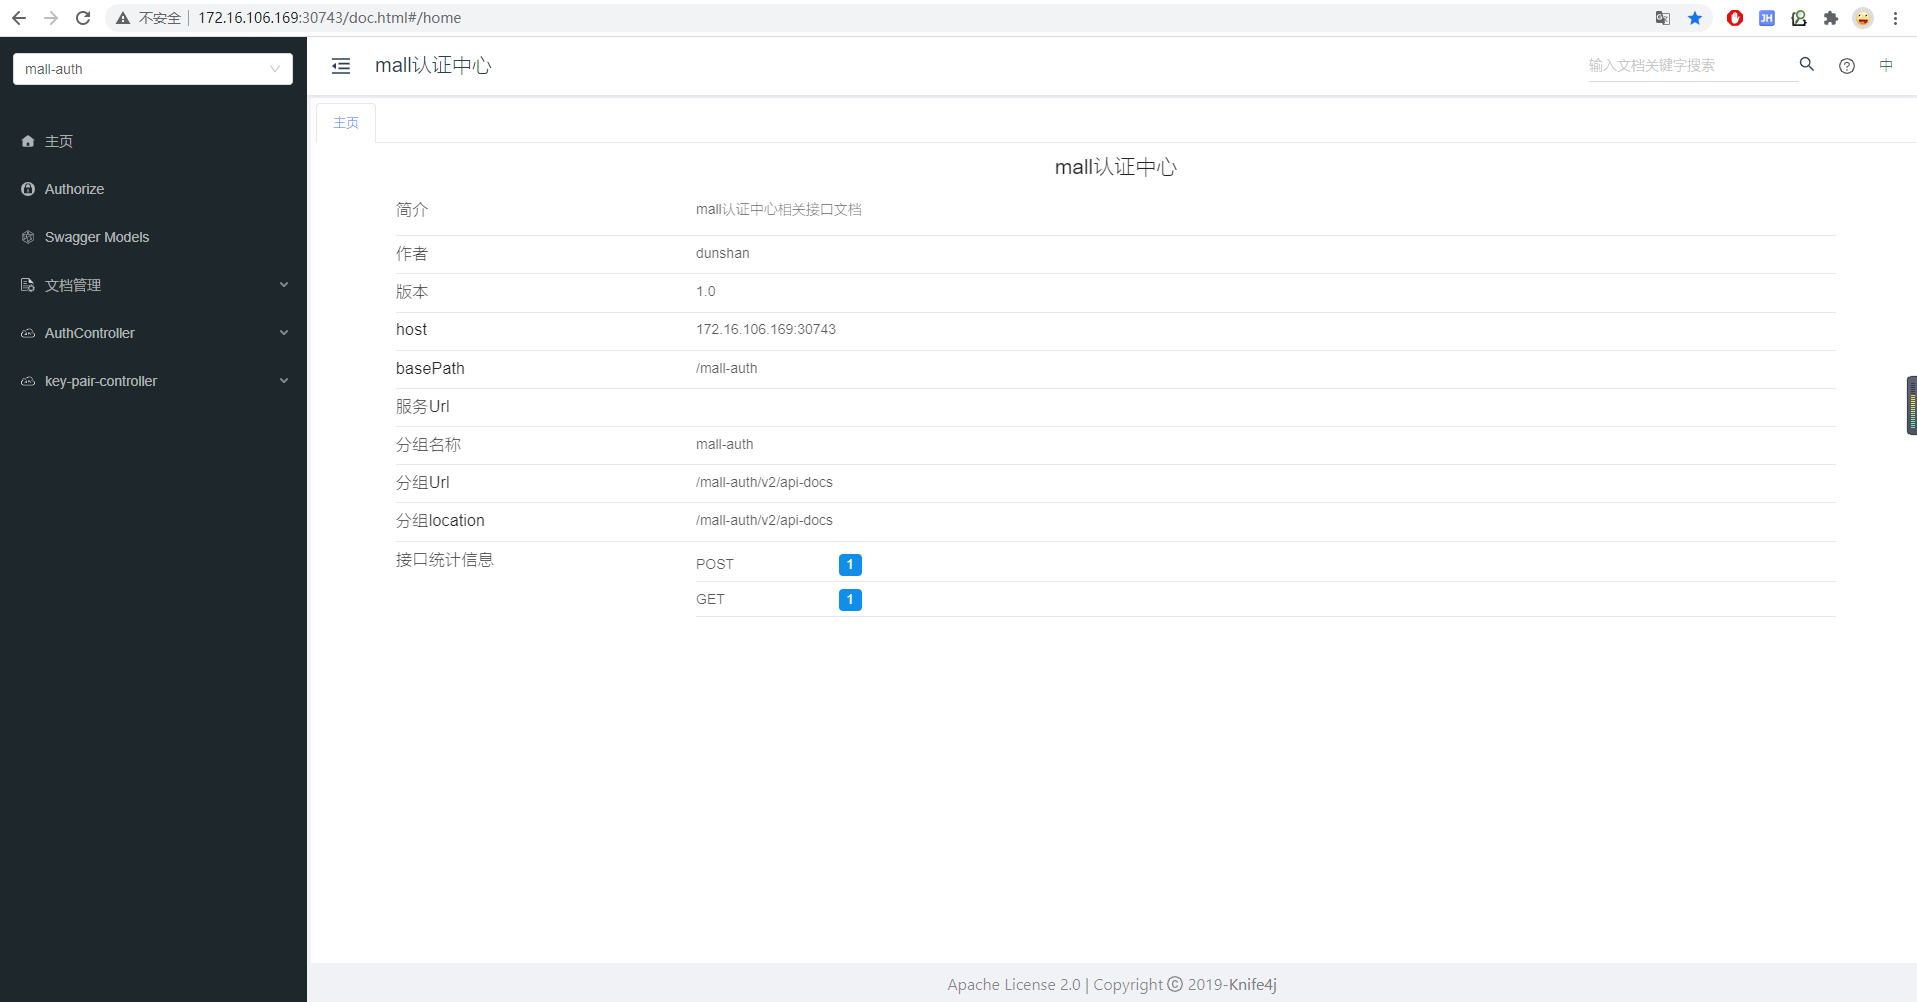 不安全 172.16.106.169:30743/doc.html#/home
JH
mall-auth
主页
Authorize
Swagger Models
文档管理
AuthController
key-pair-controller
mall认证中心
输入文档关键字搜索
中
主页
mall认证中心
简介 mall认证中心相关接口文档
作者 dunshan
版本 1.0
host 172.16.106.169:30743
basePath /mall-auth
服务Url
分组名称 mall-auth
分组Url /mall-auth/v2/api-docs
分组location /mall-auth/v2/api-docs
接口统计信息 POST 1
GET 1
Apache License 2.0 | Copyright © 2019-Knife4j